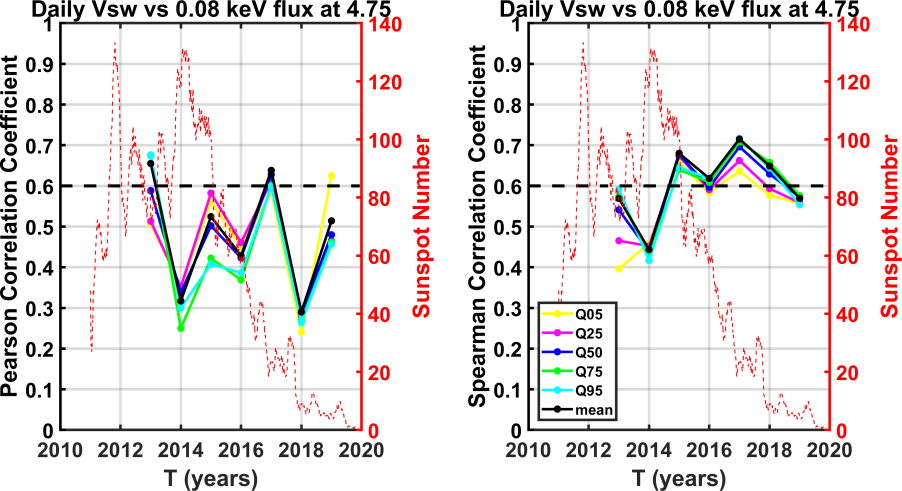 Daily Vsw vs 0.08 keV flux at 4.75
Pearson Correlation Coefficient
1
0.9
0.8
0.7
0.6
0.5
0.4
0.3
0.2
0.1
0
140
120
100
80
60
40
20
0
Sunspot Number
2010 2012 2014 2016 2018 2020
T (years)
Daily Vsw vs 0.08 keV flux at 4.75
Spearman Correlation Coefficient
1
0.9
0.8
0.7
0.6
0.5
0.4
0.3
0.2
0.1
0
Q05
Q25
Q50
Q75
Q95
mean
140
120
100
80
60
40
20
0
Sunspot Number
2010 2012 2014 2016 2018 2020
T (years)